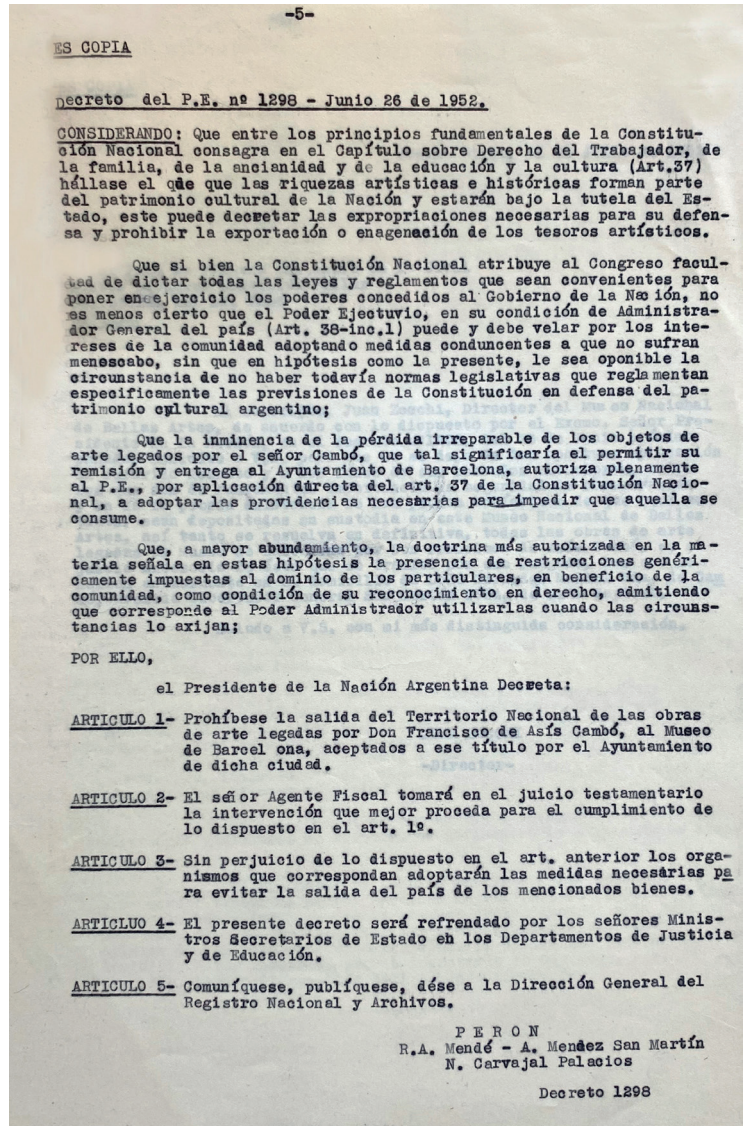 -5-
ES COPIA
Decreto del P.E. nº 1298 - Junio 26 de 1952.
CONSIDERANDO: Que entre los principios fundamentales de la Constitu-
ción Nacional consagra en el Capítulo sobre Derecho del Trabajador, de
la familia, de la ancianidad y de la educación y la cultura (Art.37)
hállase el que que las riquezas artísticas e históricas forman parte
del patrimonio cultural de la Nación y estarán bajo la tutela del Es-
tado, este puede decretar las expropriaciones necesarias para su defen-
sa y prohibir la exportación o enagenación de los tesoros artísticos.
Que si bien la Constitución Nacional atribuye al Congreso facul-
tad de dictar todas las leyes y reglamentos que sean convenientes para
poner en ejercicio los poderes concedidos al Gobierno de la Nación, no
es menos cierto que el Poder Ejectuvio, en su condición de Administra-
dor General del país (Art. 38-inc.1) puede y debe velar por los inte-
reses de la comunidad adoptando medidas conduncentes a que no sufran
menoscabo, sin que en hipótesis como la presente, le sea oponible la
circunstancia de no haber todavía normas legislativas que reglamentan
especificamente las previsiones de la Constitución en defensa del pa-
trimonio cultural argentino;
Que la inminencia de la pérdida irreparable de los objetos de
arte legados por el señor Cambó, que tal significaría el permitir su
remisión y entrega al Ayuntamiento de Barcelona, autoriza plenamente
al P.E., por aplicación directa del art. 37 de la Constitución Nacio-
nal, a adoptar las providencias necesárias para impedir que aquella se
consume.
Que, a mayor abundamiento, la doctrina más autorizada en la ma-
teria señala en estas hipótesis la presencia de restricciones genéri-
camente impuestas al dominio de los particulares, en beneficio de la
comunidad, como condición de su reconocimiento en derecho, admitiendo
que corresponde al Poder Administrador utilizarlas cuando las circuns-
tancias lo axijan;
POR ELLO,
el Presidente de la Nación Argentina Decreta:
ARTICULO 1- Prohíbese la salida del Territorio Nacional de las obras
de arte legadas por Don Francisco de Asís Cambó, al Museo
de Barcel ona, aceptados a ese título por el Ayuntamiento
de dicha ciudad.
ARTICULO 2- El señor Agente Fiscal tomará en el juicio testamentario
la intervención que mejor proceda para el cumplimiento de
lo dispuesto en el art. 1º.
ARTICULO 3- Sin perjuicio de lo dispuesto en el art. anterior los orga-
nismos que correspondan adoptarán las medidas necesárias pa
ra evitar la salida del país de los mencionados bienes.
ARTICLUO 4- El presente decreto será refrendado por los señores Minis-
tros Secretarios de Estado en los Departamentos de Justicia
y de Educación.
ARTICULO 5- Comuníquese, publíquese, dése a la Dirección General del
Registro Nacional y Archivos.
P E R O N
R.A. Mendé - A. Mendez San Martín
N. Carvajal Palacios
Decreto 1298